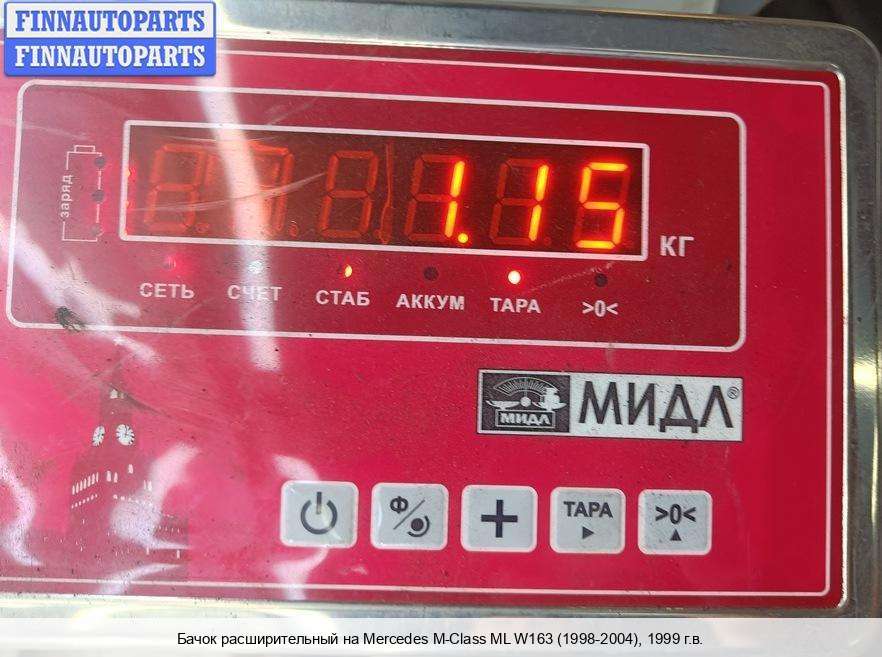 FINNAUTOPARTS
FINNAUTOPARTS
заряд
1.15
КГ
СЕТЬ СЧЕТ СТАБ АККУМ ТАРА >0<
МИДЛ
МИДЛ®
Ф
ТАРА
>0<
Бачок расширительный на Mercedes M-Class ML W163 (1998-2004), 1999 г.в.